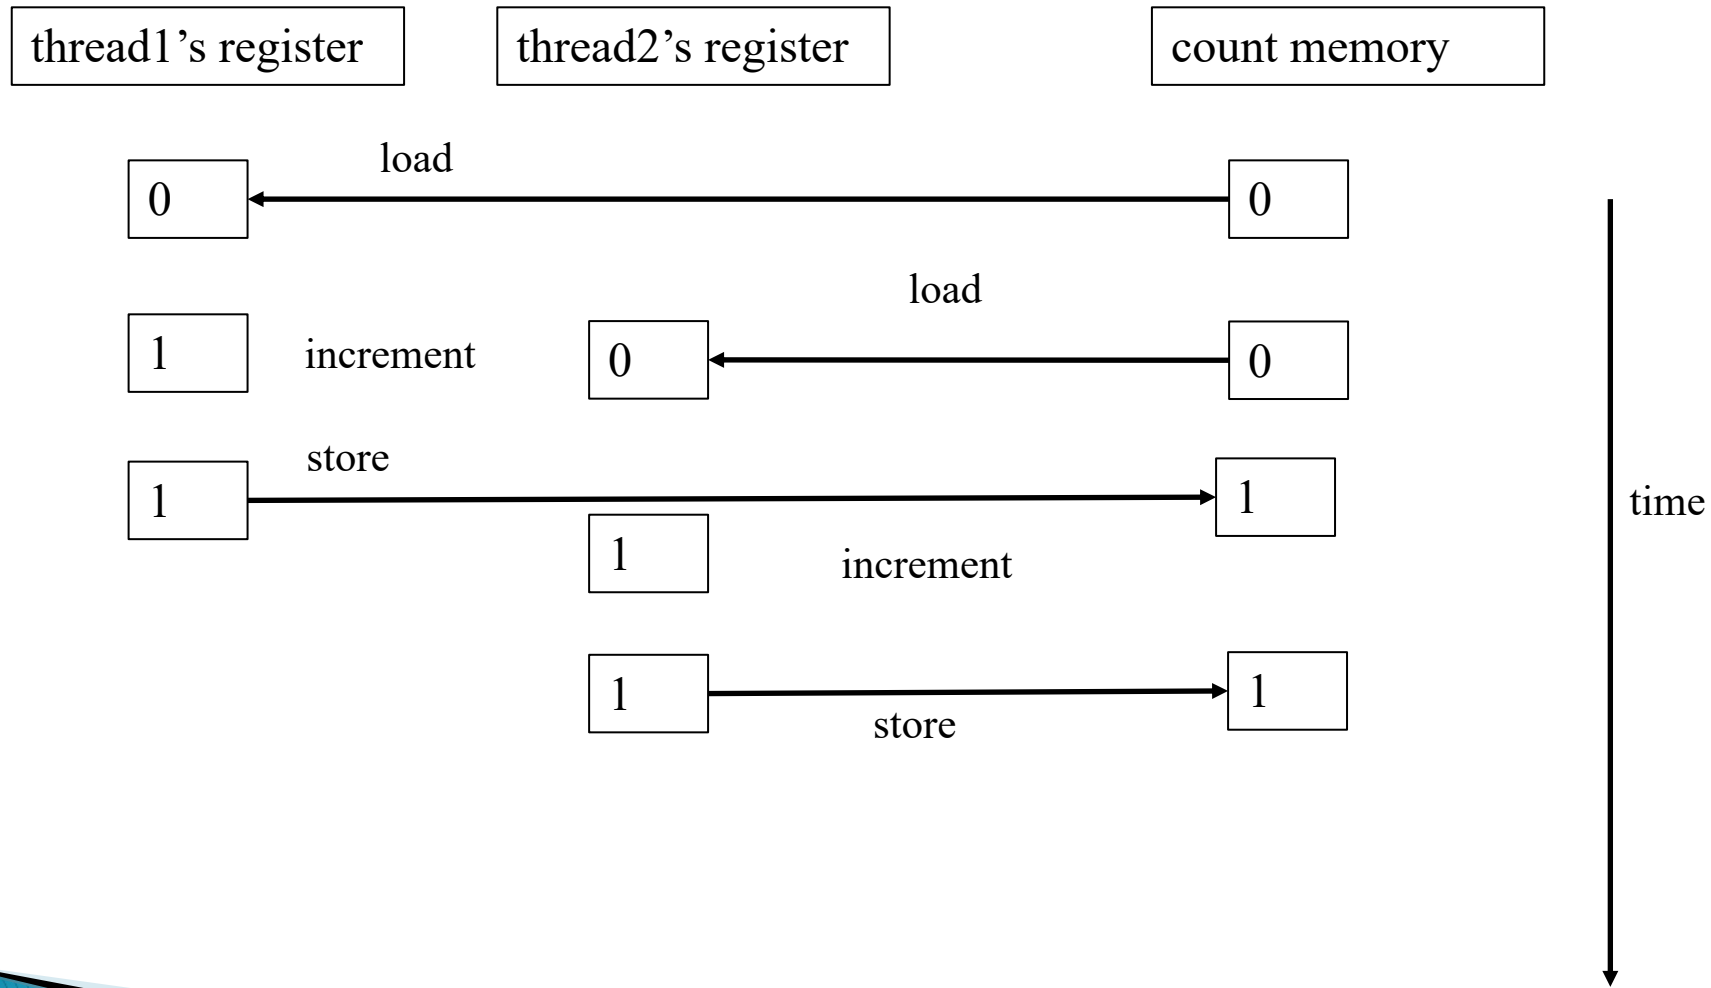 thread1’s register
thread2’s register
count memory
load
0
0
load
1
increment
0
0
store
1
1
time
1
increment
1
1
store